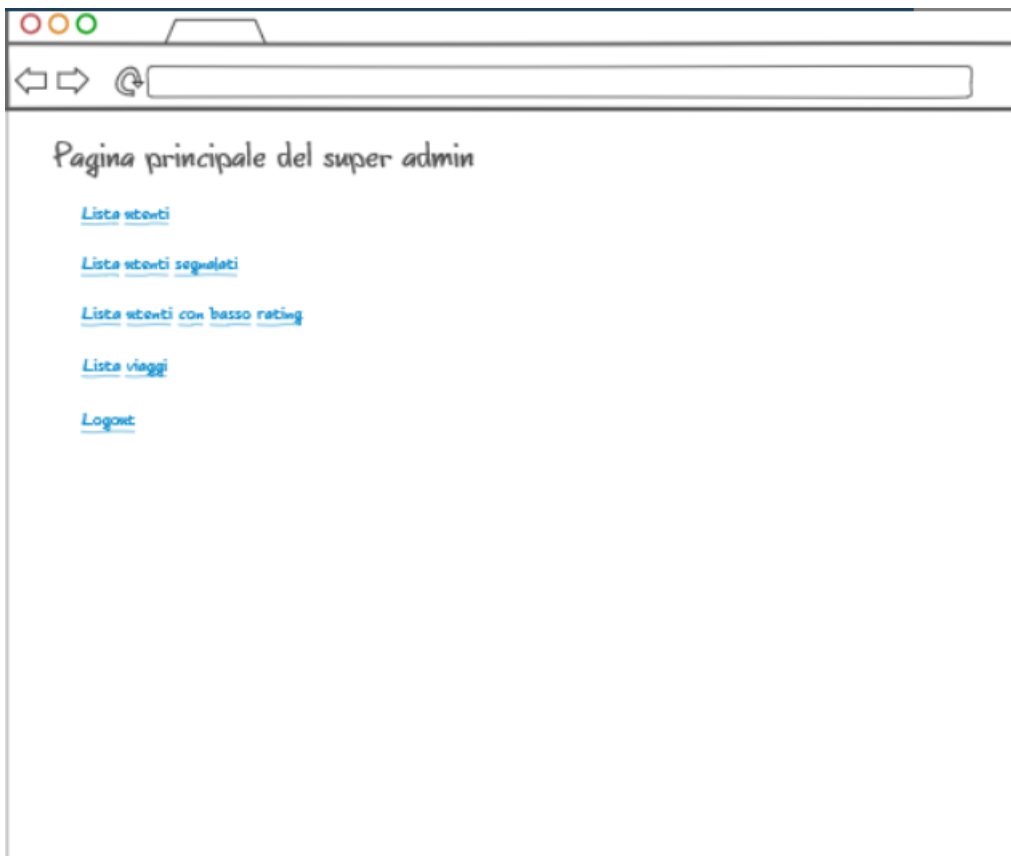 Pagina principale del super admin
Lista utenti
Lista utenti segnalati
Lista utenti con basso rating
Lista viaggi
Logout